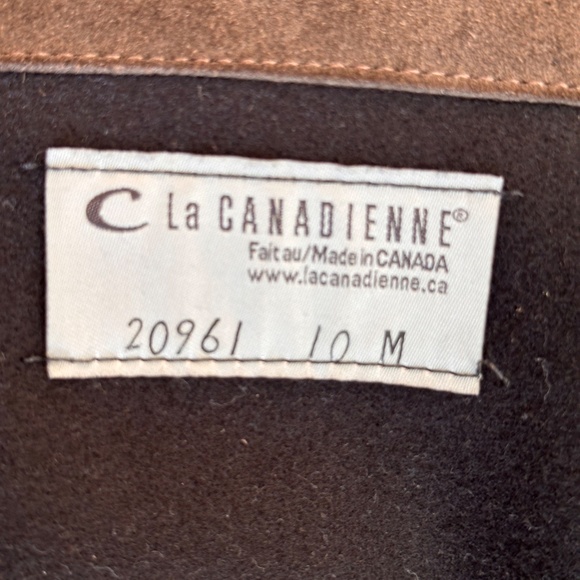 C La CANADIENNE®
Fait au/Made in CANADA
www.lacanadienne.ca
20961 10 M